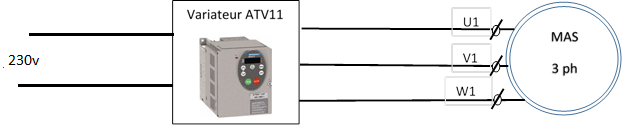 Variateur ATV11
U1
MAS
230v
V1
3 ph
W1